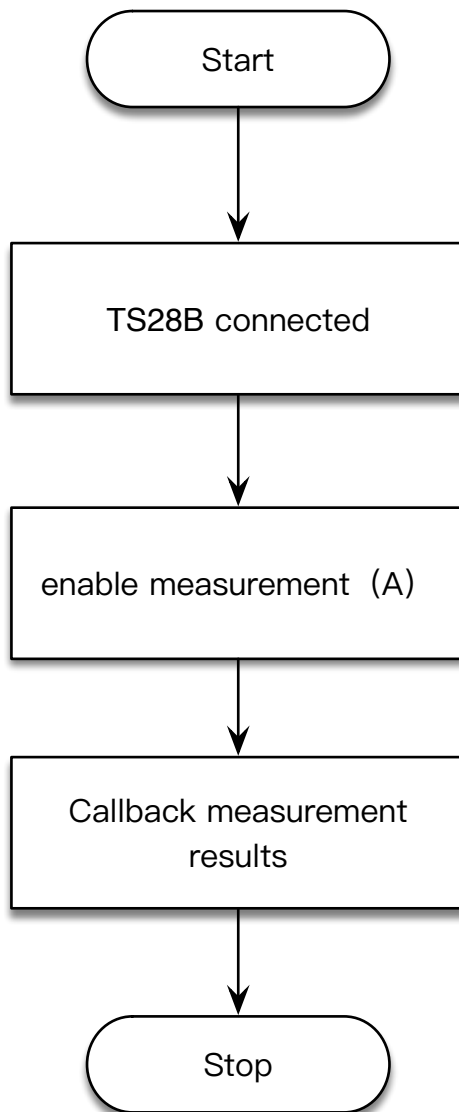 Start
TS28B connected
enable measurement（A）
Callback measurement
results
Stop